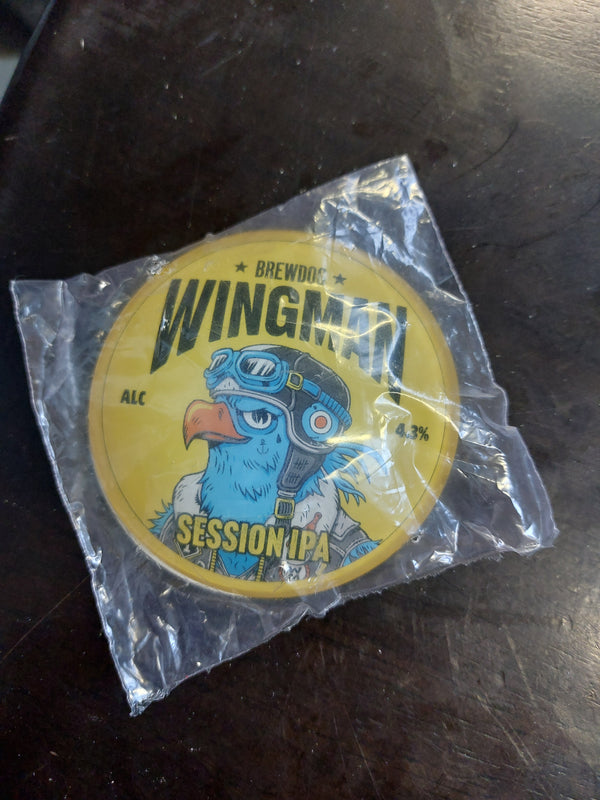 ★ BREWDOG ★
WINGMAN
ALC
4.3%
SESSION IPA